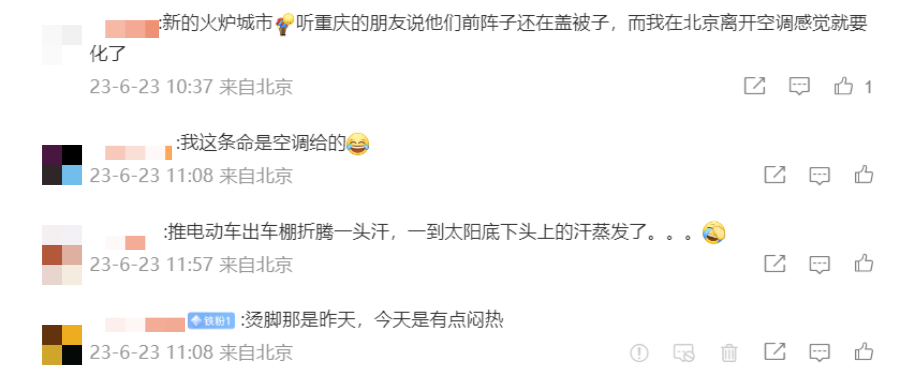 :新的火炉城市听重庆的朋友说他们前阵子还在盖被子，而我在北京离开空调感觉就要
化了
23-6-23 10:37 来自北京
1
:我这条命是空调给的
23-6-23 11:08 来自北京
:推电动车出车棚折腾一头汗，一到太阳底下头上的汗蒸发了。。。
23-6-23 11:57 来自北京
铁粉1 :烫脚那是昨天，今天是有点闷热
23-6-23 11:08 来自北京